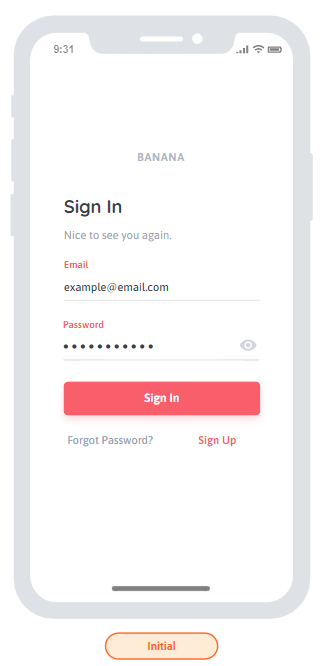 9:31
BANANA
Sign In
Nice to see you again.
Email
example@email.com
Password
Sign In
Forgot Password? Sign Up
Initial